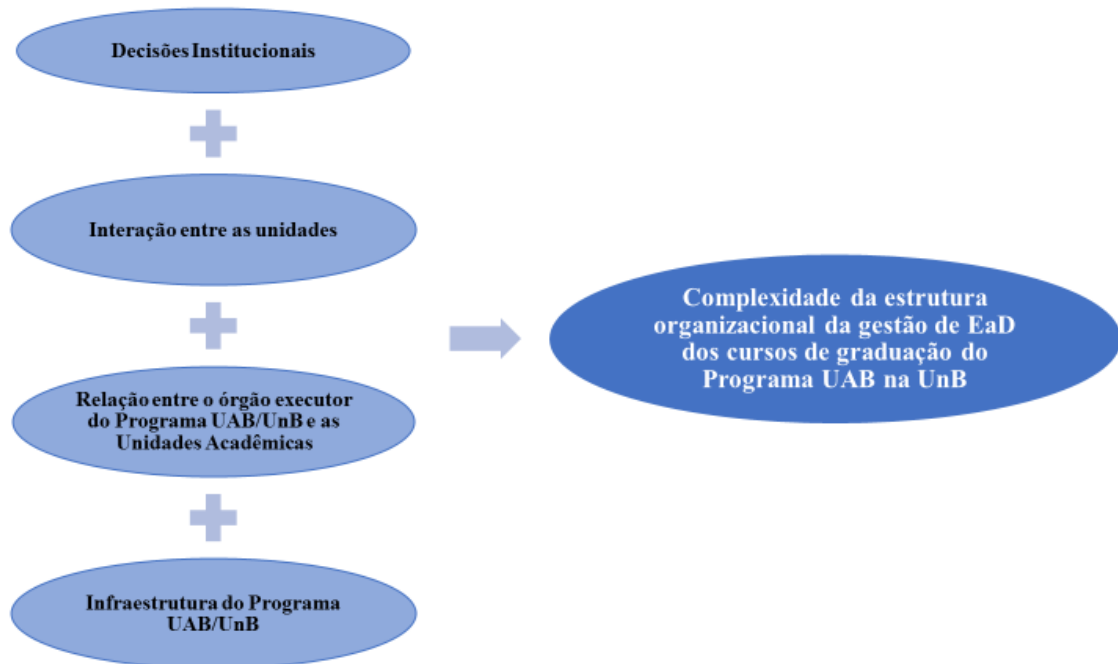 Decisões Institucionais
Interação entre as unidades
Relação entre o órgão executor
do Programa UAB/UnB e as
Unidades Acadêmicas
Infraestrutura do Programa
UAB/UnB
Complexidade da estrutura
organizacional da gestão de EaD
dos cursos de graduação do
Programa UAB na UnB